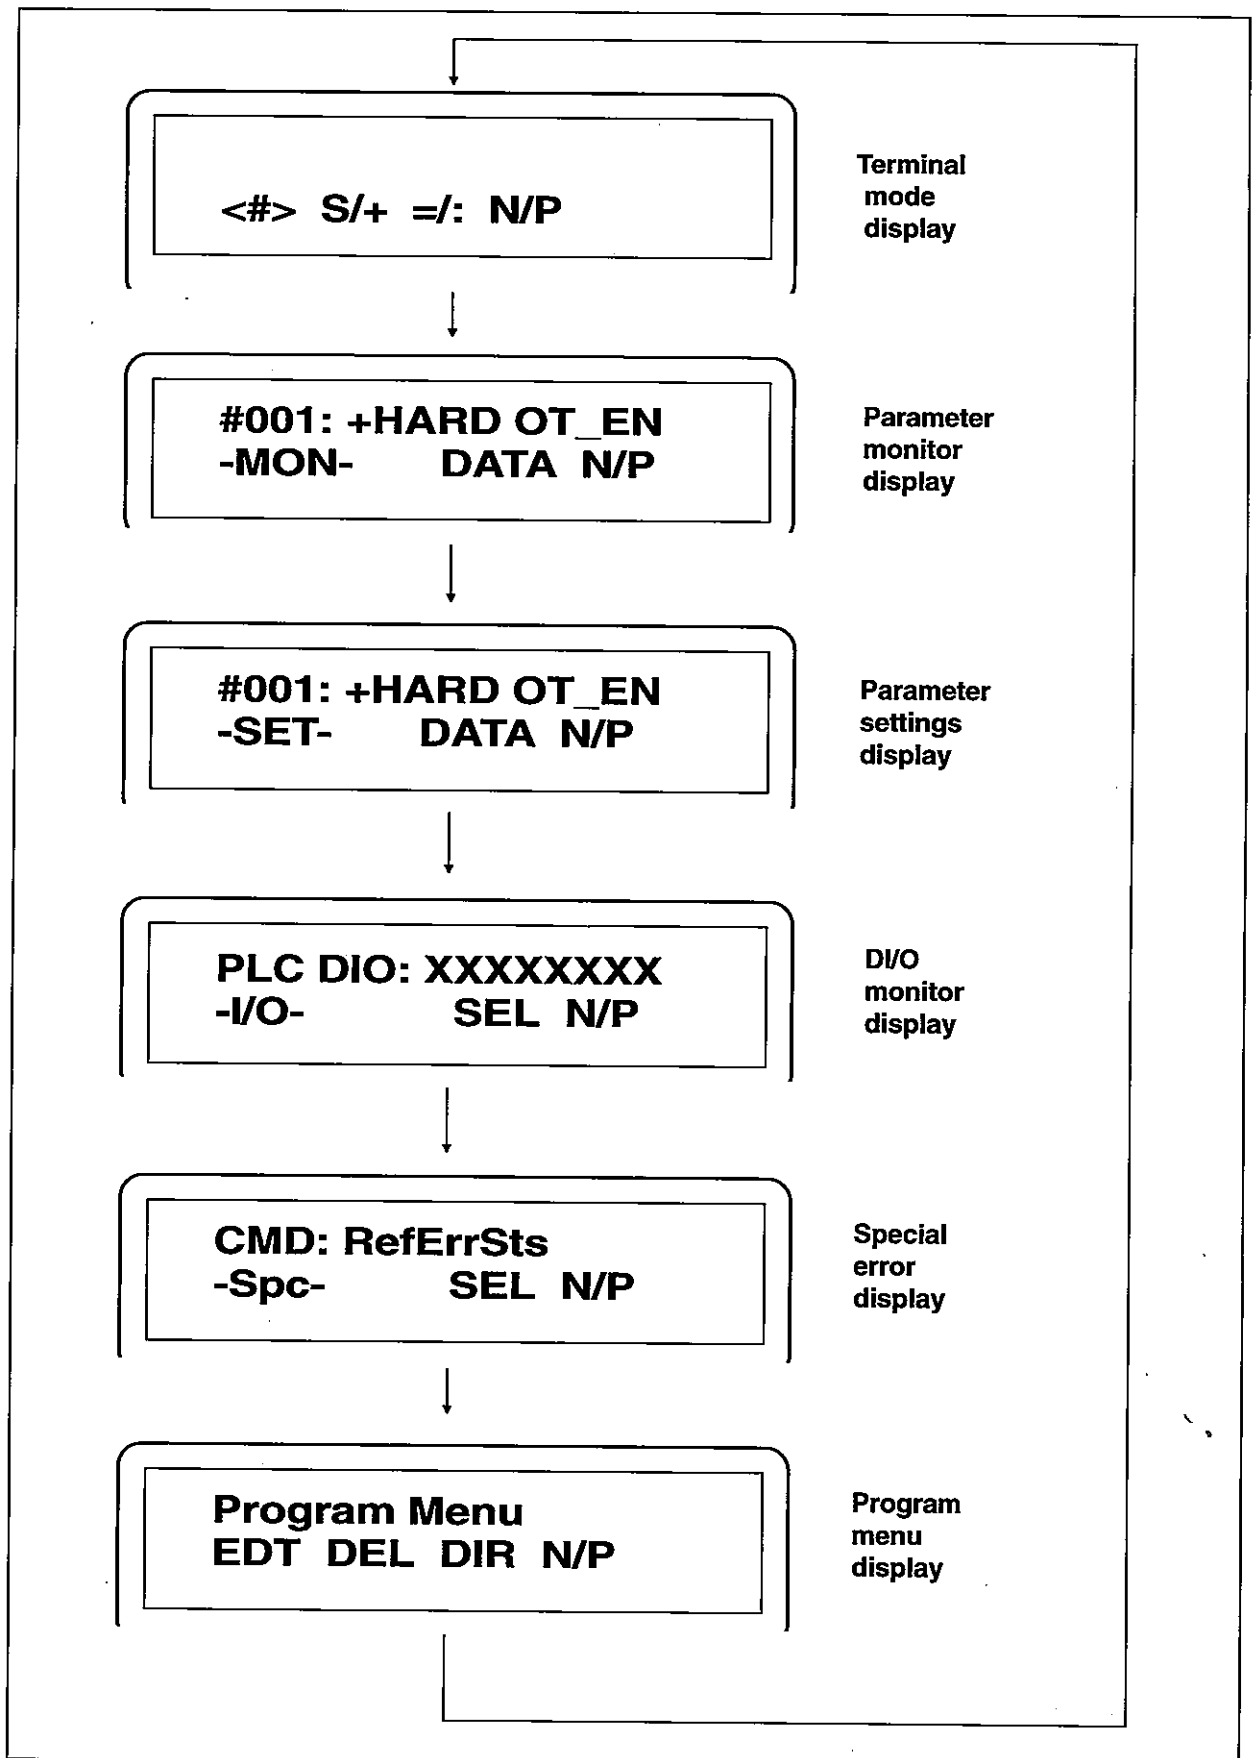 <#> S/+ =/: N/P
Terminal
mode
display
#001: +HARD OT_EN
-MON- DATA N/P
Parameter
monitor
display
#001: +HARD OT_EN
-SET- DATA N/P
Parameter
settings
display
PLC DIO: XXXXXXXX
-I/O- SEL N/P
DI/O
monitor
display
CMD: RefErrSts
-Spc- SEL N/P
Special
error
display
Program Menu
EDT DEL DIR N/P
Program
menu
display